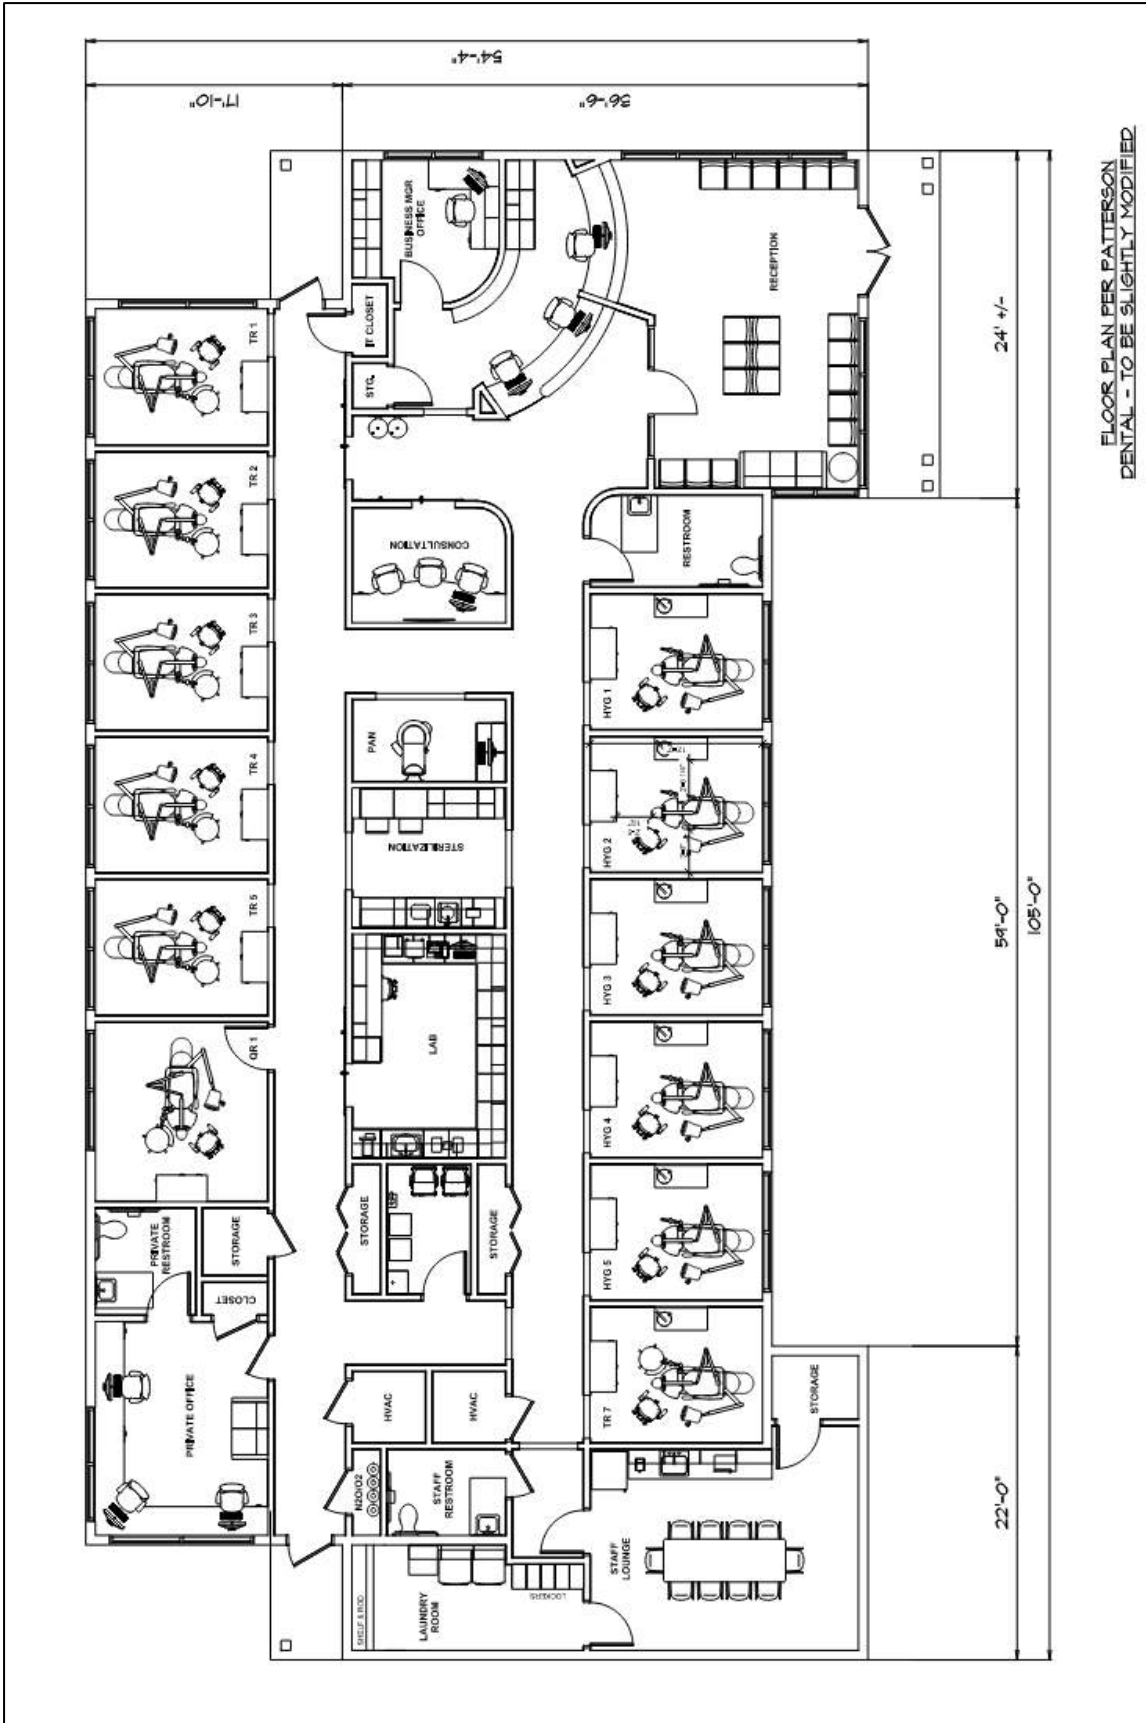 54'-4"
17'-10"
36'-6"
FLOOR PLAN PER PATTERSON
DENTAL - TO BE SLIGHTLY MODIFIED
24' +/-
59'-0"
105'-0"
22'-0"
BUSINESS MGR
OFFICE
RECEPTION
IT CLOSET
STG.
TR 1
TR 2
TR 3
TR 4
TR 5
QR 1
CONSULTATION
RESTROOM
PAN
STERILIZATION
LAB
HYG 1
HYG 2
HYG 3
HYG 4
HYG 5
TR 7
PRIVATE
RESTROOM
STORAGE
CLOSET
STORAGE
STORAGE
PRIVATE OFFICE
HVAC
HVAC
N2O/O2
STAFF
RESTROOM
STORAGE
STAFF
LOUNGE
LAUNDRY
ROOM
LOCKERS
SHELF & ROD